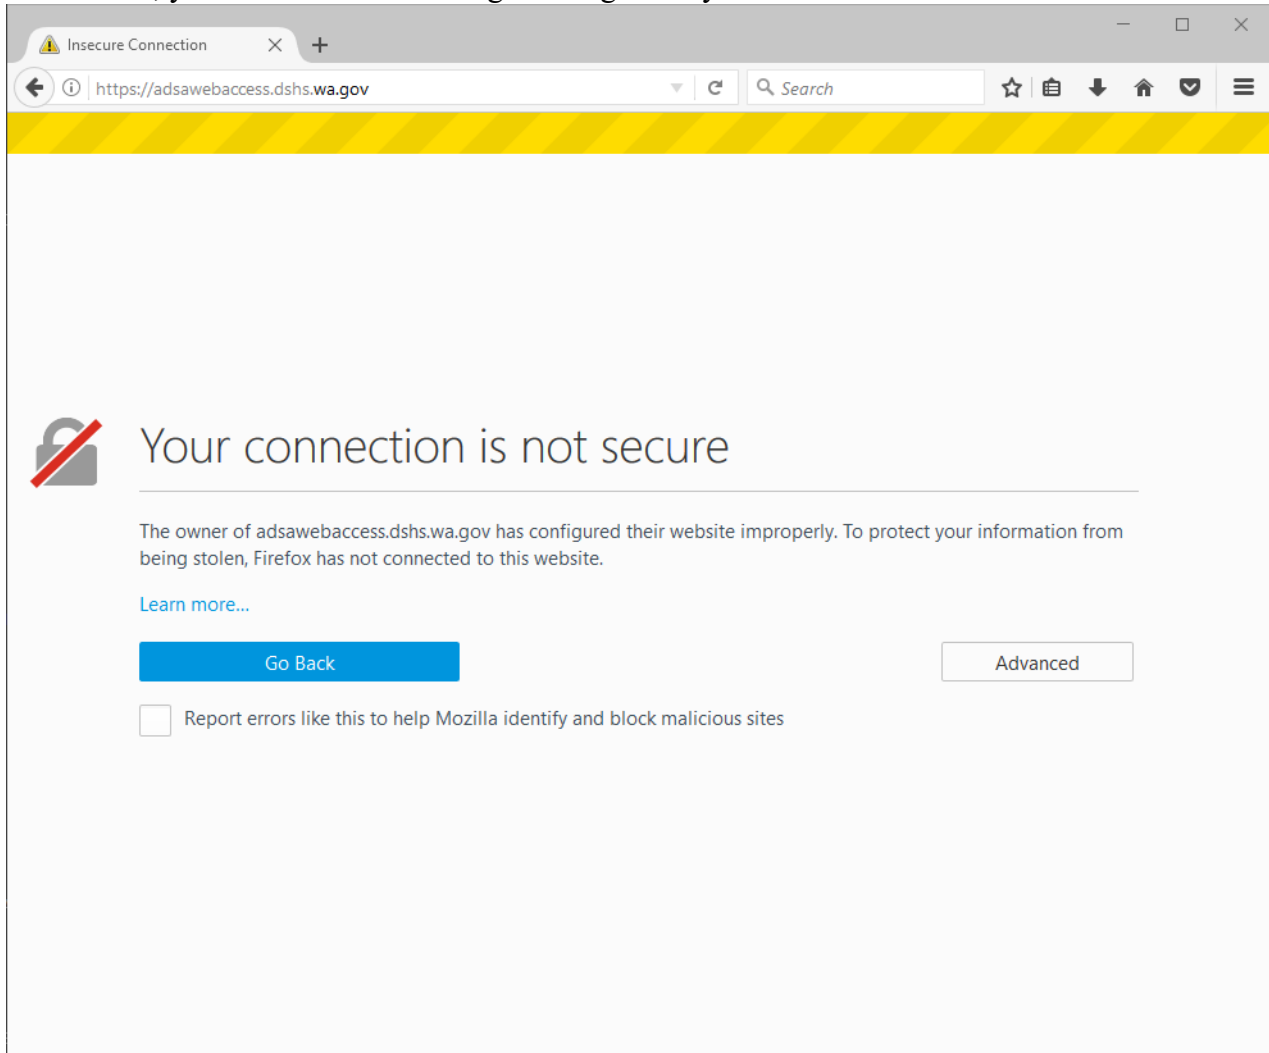 Insecure Connection
https://adsawebaccess.dshs.wa.gov
Search
Your connection is not secure
The owner of adsawebaccess.dshs.wa.gov has configured their website improperly. To protect your information from
being stolen, Firefox has not connected to this website.
Learn more...
Go Back
Advanced
Report errors like this to help Mozilla identify and block malicious sites